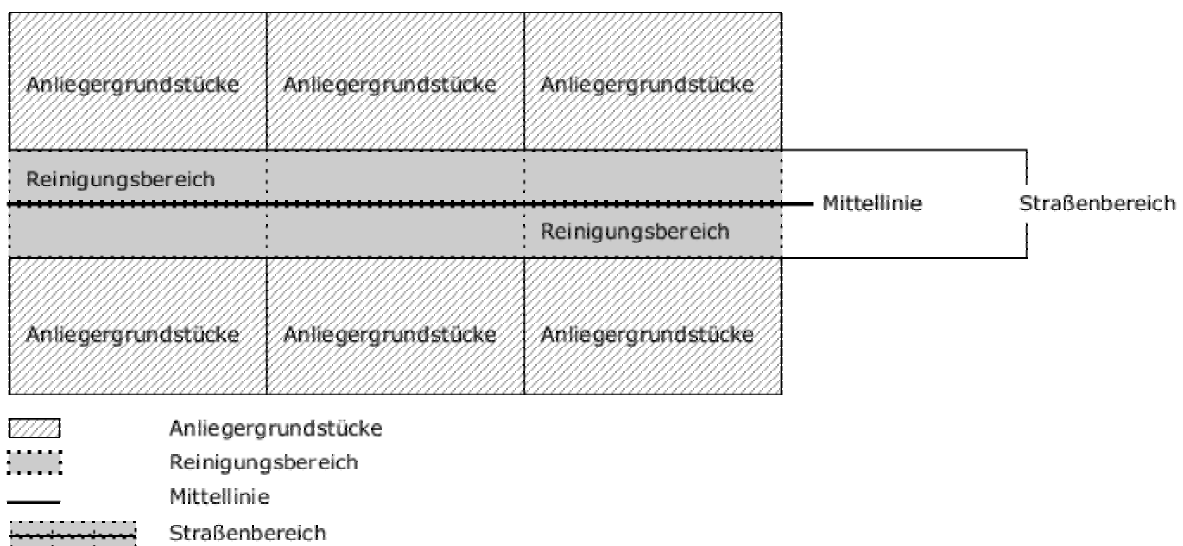 Anliegergrundstücke Anliegergrundstücke Anliegergrundstücke
Reinigungsbereich
Mittellinie Straßenbereich
Reinigungsbereich
Anliegergrundstücke Anliegergrundstücke Anliegergrundstücke
Anliegergrundstücke
Reinigungsbereich
Mittellinie
Straßenbereich